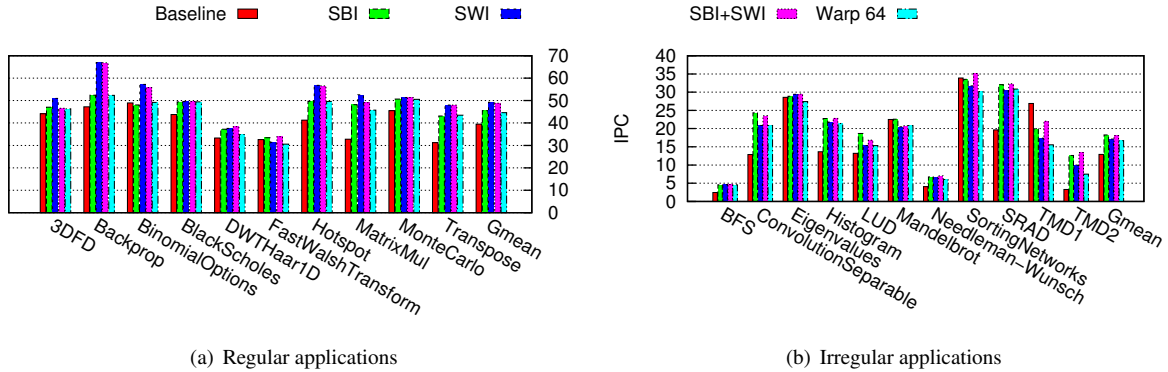 Baseline SBI SWI SBI+SWI Warp 64
70
60
50
40
30
20
10
0
3DFD
Backprop
BinomialOptions
BlackScholes
DWTHaar1D
FastWalshTransform
Hotspot
MatrixMul
MonteCarlo
Transpose
Gmean
(a) Regular applications
IPC
40
35
30
25
20
15
10
5
0
BFS
ConvolutionSeparable
Eigenvalues
Histogram
LUD
Mandelbrot
Needleman-Wunsch
SortingNetworks
SRAD
TMD1
TMD2
Gmean
(b) Irregular applications